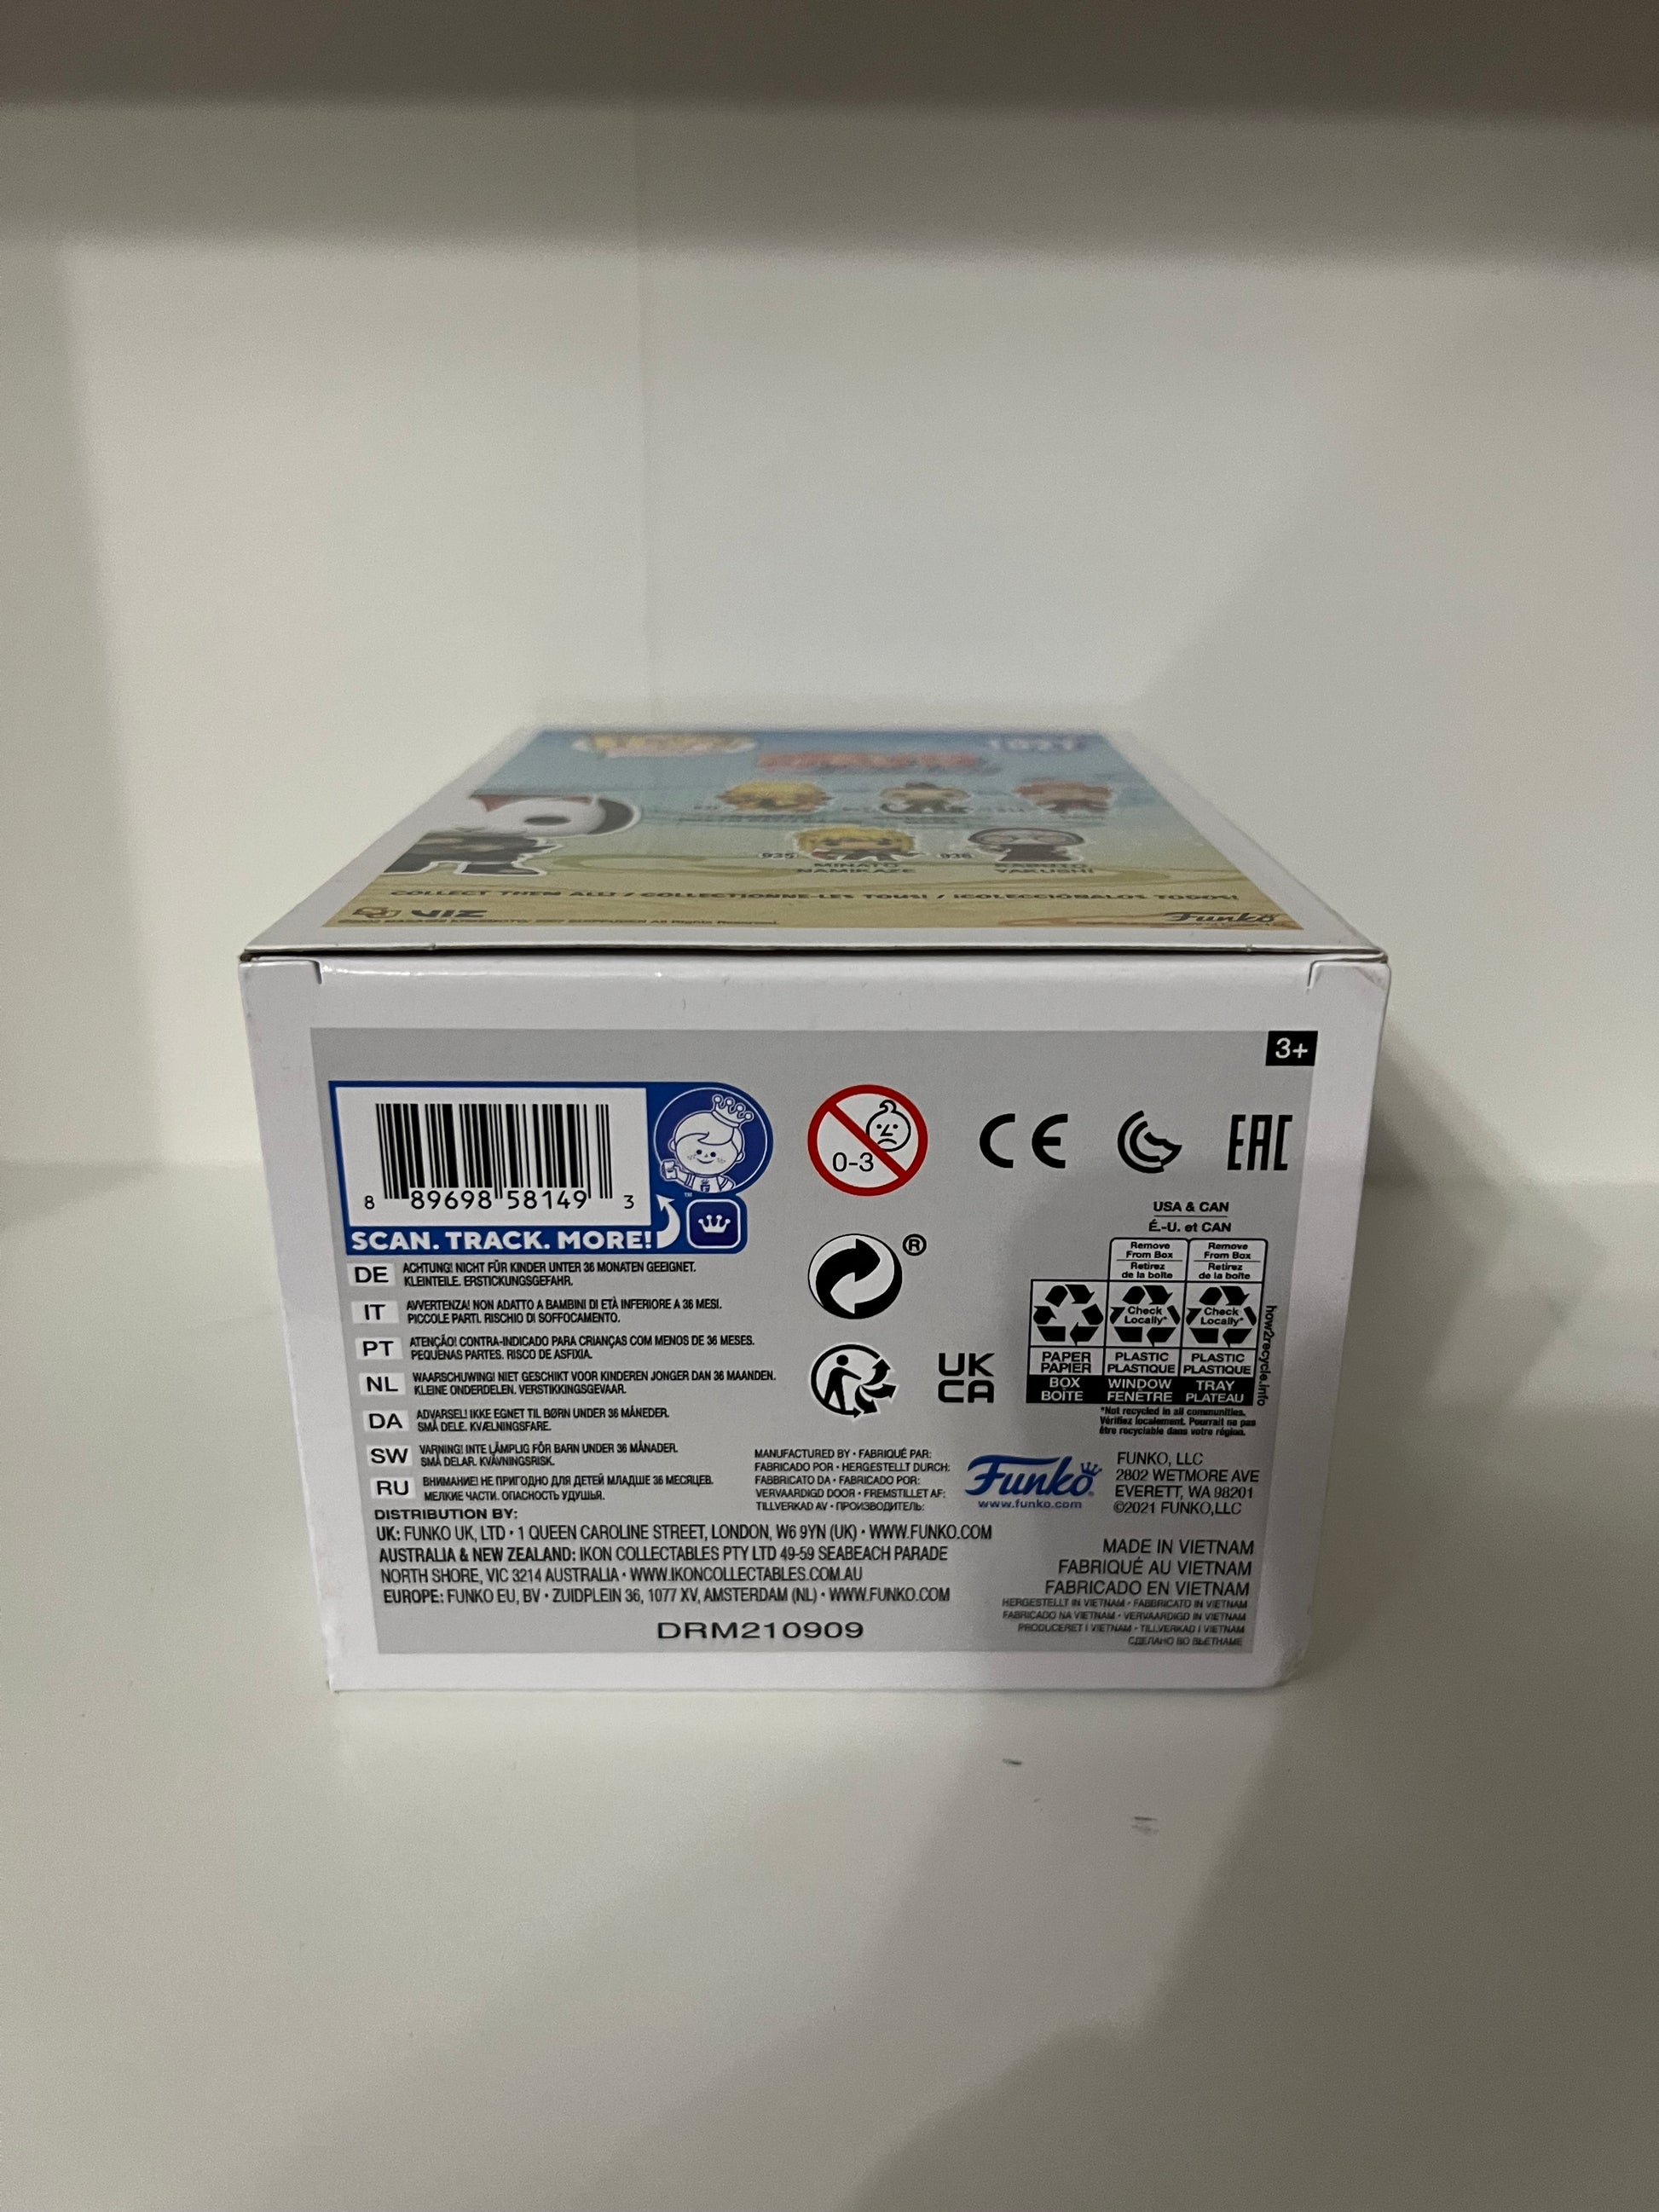 935
936
MINATO
NAMIKAZE
KABUTO
YAKUSHI
COLLECT THEM ALL! / COLLECTIONNE-LES TOUS! / ¡COLECCIÓNALOS TODOS!
VIZ
Funko
3+
8 89698 58149 3
SCAN. TRACK. MORE!
0-3
CE
EAC
®
UK
CA
DE ACHTUNG! NICHT FÜR KINDER UNTER 36 MONATEN GEEIGNET.
KLEINTEILE. ERSTICKUNGSGEFAHR.
IT AVVERTENZA! NON ADATTO A BAMBINI DI ETÀ INFERIORE A 36 MESI.
PICCOLE PARTI. RISCHIO DI SOFFOCAMENTO.
PT ATENÇÃO! CONTRA-INDICADO PARA CRIANÇAS COM MENOS DE 36 MESES.
PEQUENAS PARTES. RISCO DE ASFIXIA.
NL WAARSCHUWING! NIET GESCHIKT VOOR KINDEREN JONGER DAN 36 MAANDEN.
KLEINE ONDERDELEN. VERSTIKKINGSGEVAAR.
DA ADVARSEL! IKKE EGNET TIL BØRN UNDER 36 MÅNEDER.
SMÅ DELE. KVÆLNINGSFARE.
SW VARNING! INTE LÄMPLIG FÖR BARN UNDER 36 MÅNADER.
SMÅ DELAR. KVÄVNINGSRISK.
RU ВНИМАНИЕ! НЕ ПРИГОДНО ДЛЯ ДЕТЕЙ МЛАДШЕ 36 МЕСЯЦЕВ.
МЕЛКИЕ ЧАСТИ. ОПАСНОСТЬ УДУШЬЯ.
USA & CAN
É.-U. et CAN
Remove From Box Remove From Box
Retirez de la boîte Retirez de la boîte
Check Locally* Check Locally*
PAPER PLASTIC PLASTIC
PAPIER PLASTIQUE PLASTIQUE
BOX WINDOW TRAY
BOÎTE FENÊTRE PLATEAU
how2recycle.info
*Not recycled in all communities.
Vérifiez localement. Pourrait ne pas
être recyclable dans votre région.
MANUFACTURED BY • FABRIQUÉ PAR:
FABRICADO POR • HERGESTELLT DURCH:
FABBRICATO DA • FABRICADO POR:
VERVAARDIGD DOOR • FREMSTILLET AF:
TILLVERKAD AV • ПРОИЗВОДИТЕЛЬ:
Funko
www.funko.com
FUNKO, LLC
2802 WETMORE AVE
EVERETT, WA 98201
©2021 FUNKO,LLC
DISTRIBUTION BY:
UK: FUNKO UK, LTD • 1 QUEEN CAROLINE STREET, LONDON, W6 9YN (UK) • WWW.FUNKO.COM
AUSTRALIA & NEW ZEALAND: IKON COLLECTABLES PTY LTD 49-59 SEABEACH PARADE
NORTH SHORE, VIC 3214 AUSTRALIA • WWW.IKONCOLLECTABLES.COM.AU
EUROPE: FUNKO EU, BV • ZUIDPLEIN 36, 1077 XV, AMSTERDAM (NL) • WWW.FUNKO.COM
MADE IN VIETNAM
FABRIQUÉ AU VIETNAM
FABRICADO EN VIETNAM
HERGESTELLT IN VIETNAM • FABBRICATO IN VIETNAM
FABRICADO NA VIETNAM • VERVAARDIGD IN VIETNAM
PRODUCERET I VIETNAM • TILLVERKAD I VIETNAM
СДЕЛАНО ВО ВЬЕТНАМЕ
DRM210909